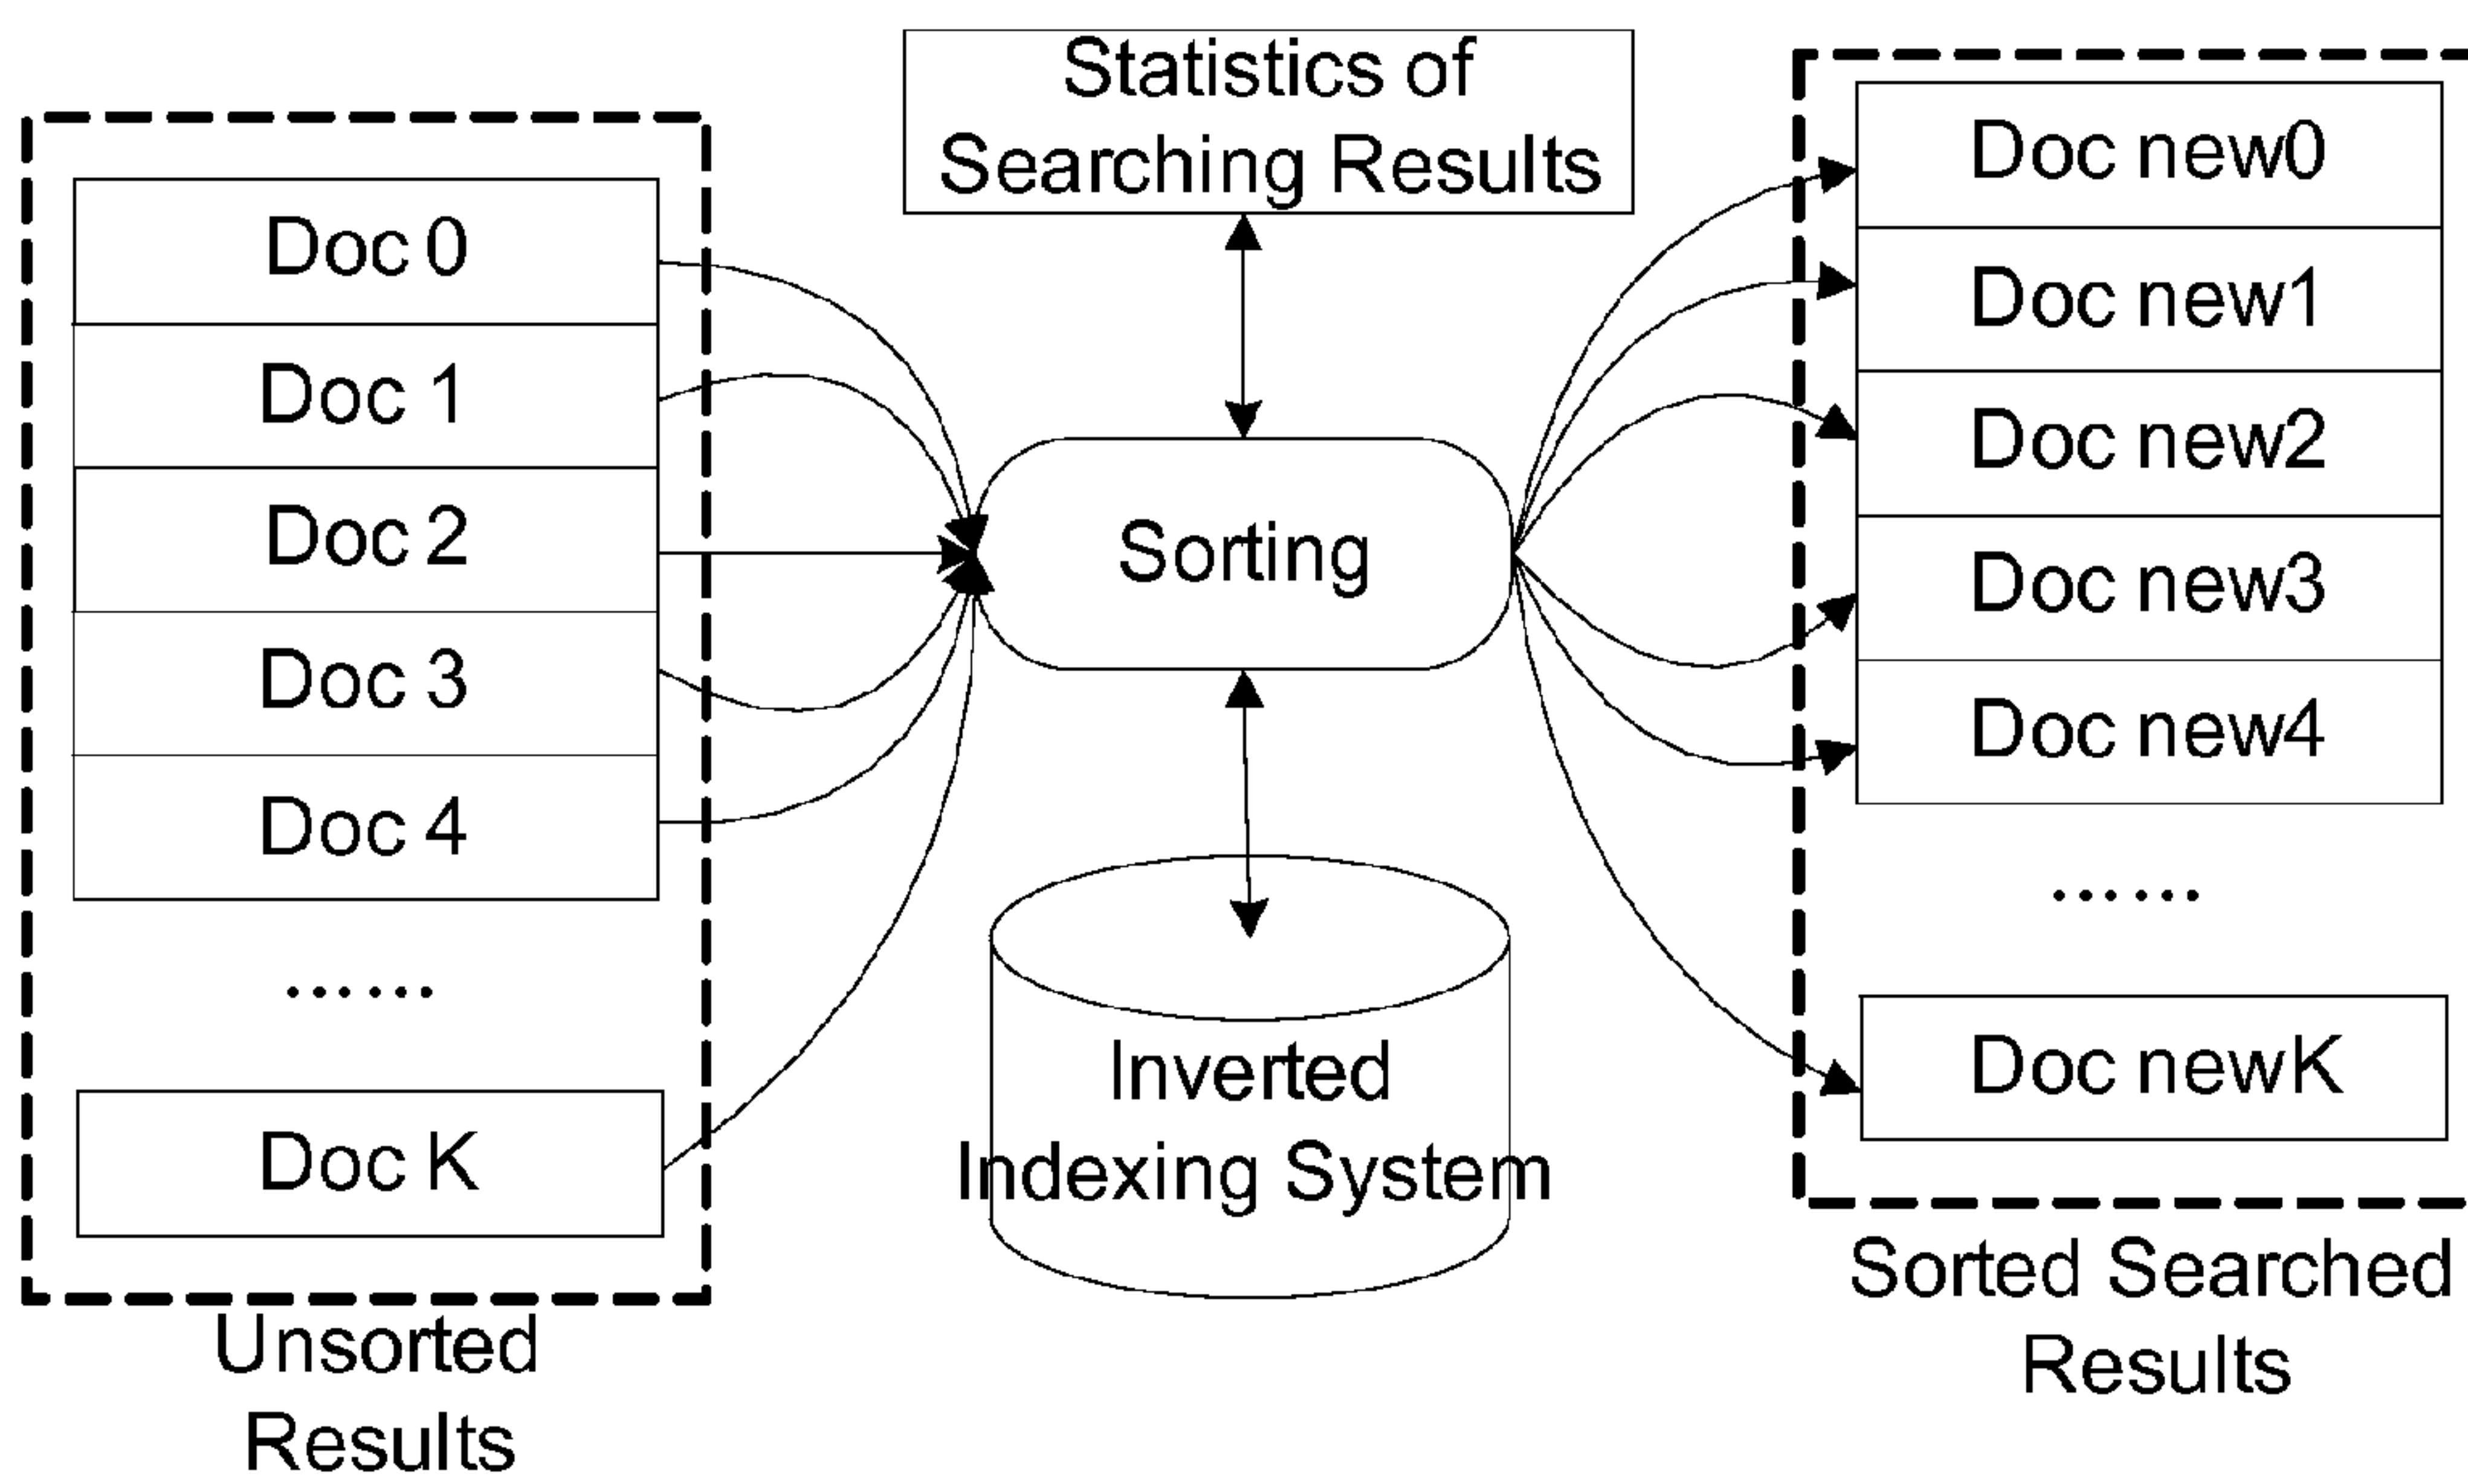 Statistics of
Searching Results
Doc 0
Doc 1
Doc 2
Doc 3
Doc 4
......
Doc K
Unsorted
Results
Sorting
Inverted
Indexing System
Doc new0
Doc new1
Doc new2
Doc new3
Doc new4
......
Doc newK
Sorted Searched
Results